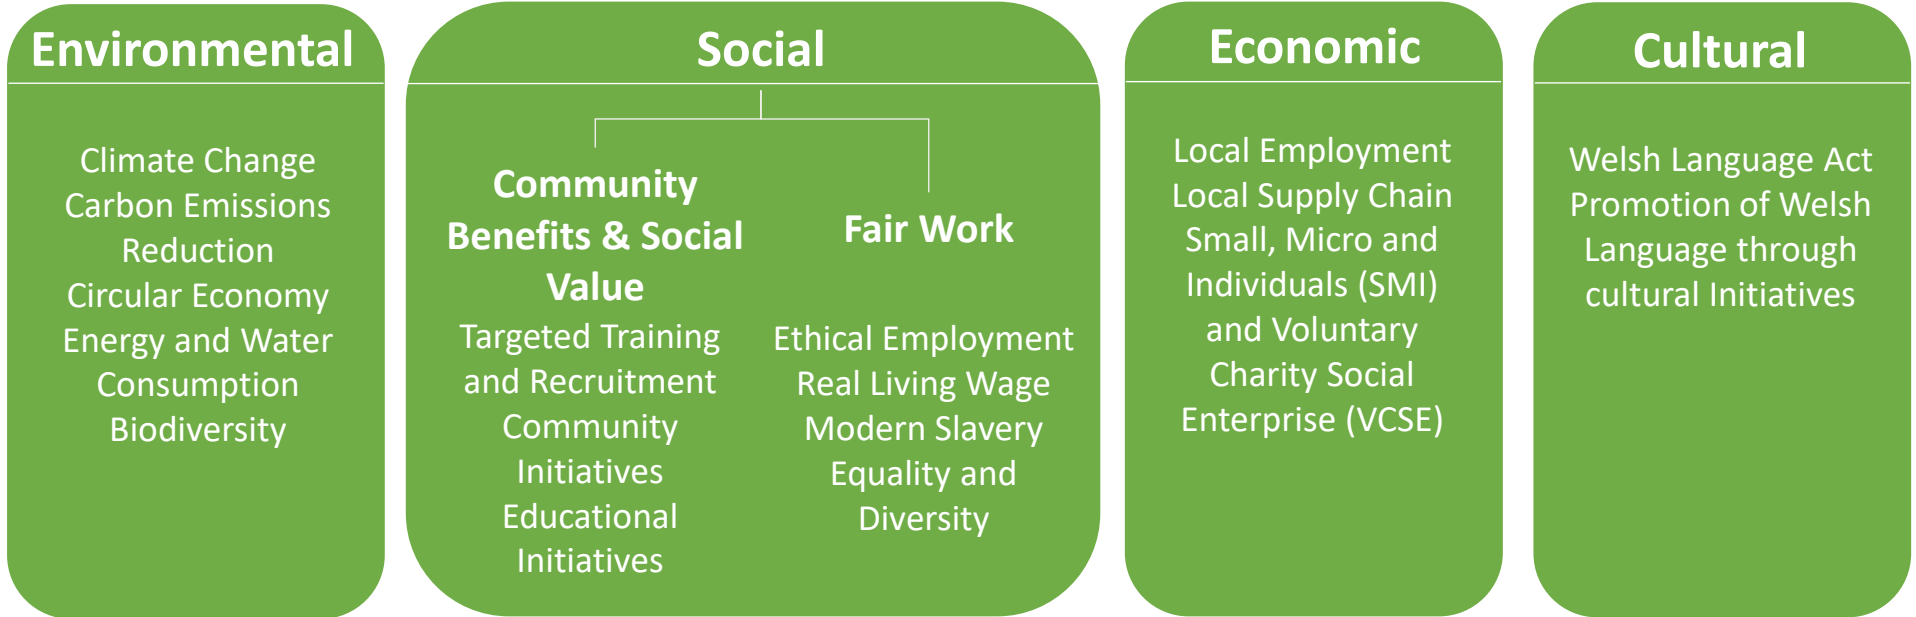 Environmental
Climate Change
Carbon Emissions
Reduction
Circular Economy
Energy and Water
Consumption
Biodiversity
Social
Community
Benefits & Social
Value
Targeted Training
and Recruitment
Community
Initiatives
Educational
Initiatives
Fair Work
Ethical Employment
Real Living Wage
Modern Slavery
Equality and
Diversity
Economic
Local Employment
Local Supply Chain
Small, Micro and
Individuals (SMI)
and Voluntary
Charity Social
Enterprise (VCSE)
Cultural
Welsh Language Act
Promotion of Welsh
Language through
cultural Initiatives